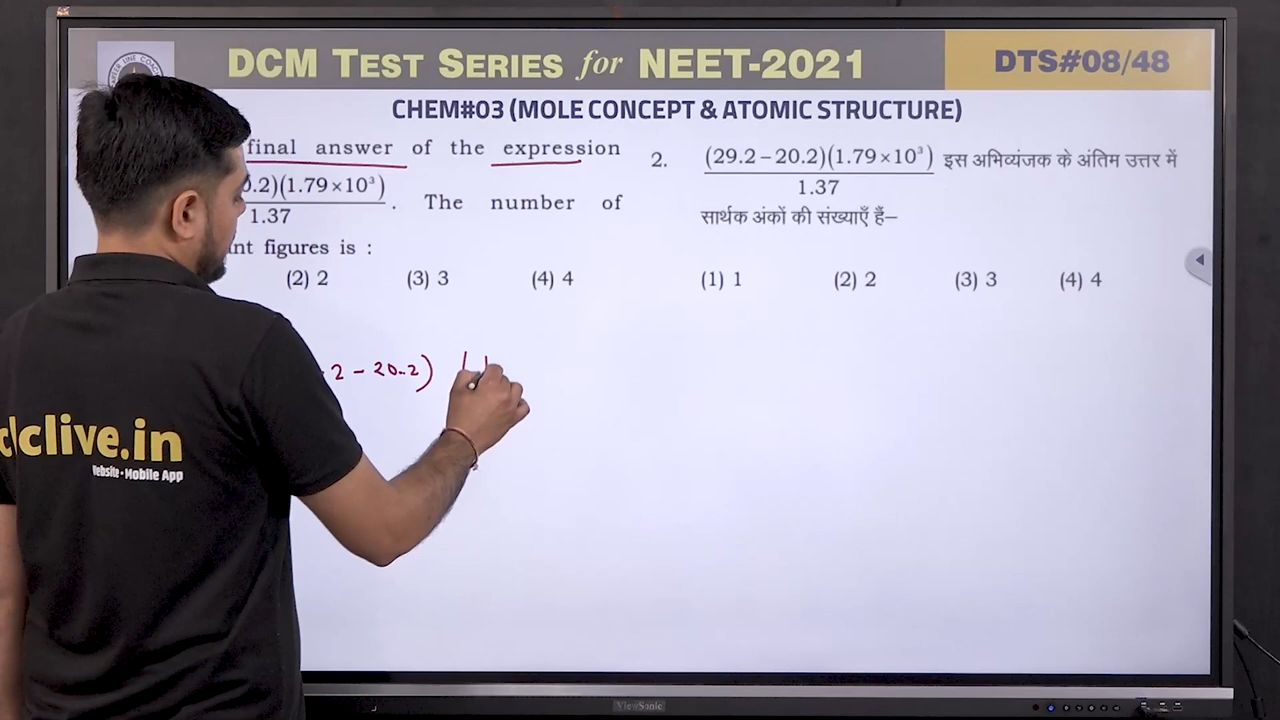 DCM TEST SERIES for NEET-2021
DTS#08/48
CHEM#03 (MOLE CONCEPT & ATOMIC STRUCTURE)
final answer of the expression
0.2)(1.79×10³)
1.37
. The number of
figures is :
(2) 2 (3) 3 (4) 4
2. (29.2−20.2)(1.79×10³) इस अभिव्यंजक के अंतिम उत्तर में
1.37
सार्थक अंकों की संख्याएँ हैं–
(1) 1 (2) 2 (3) 3 (4) 4
2 - 20.2) (
clive.in
Website • Mobile App
ViewSonic